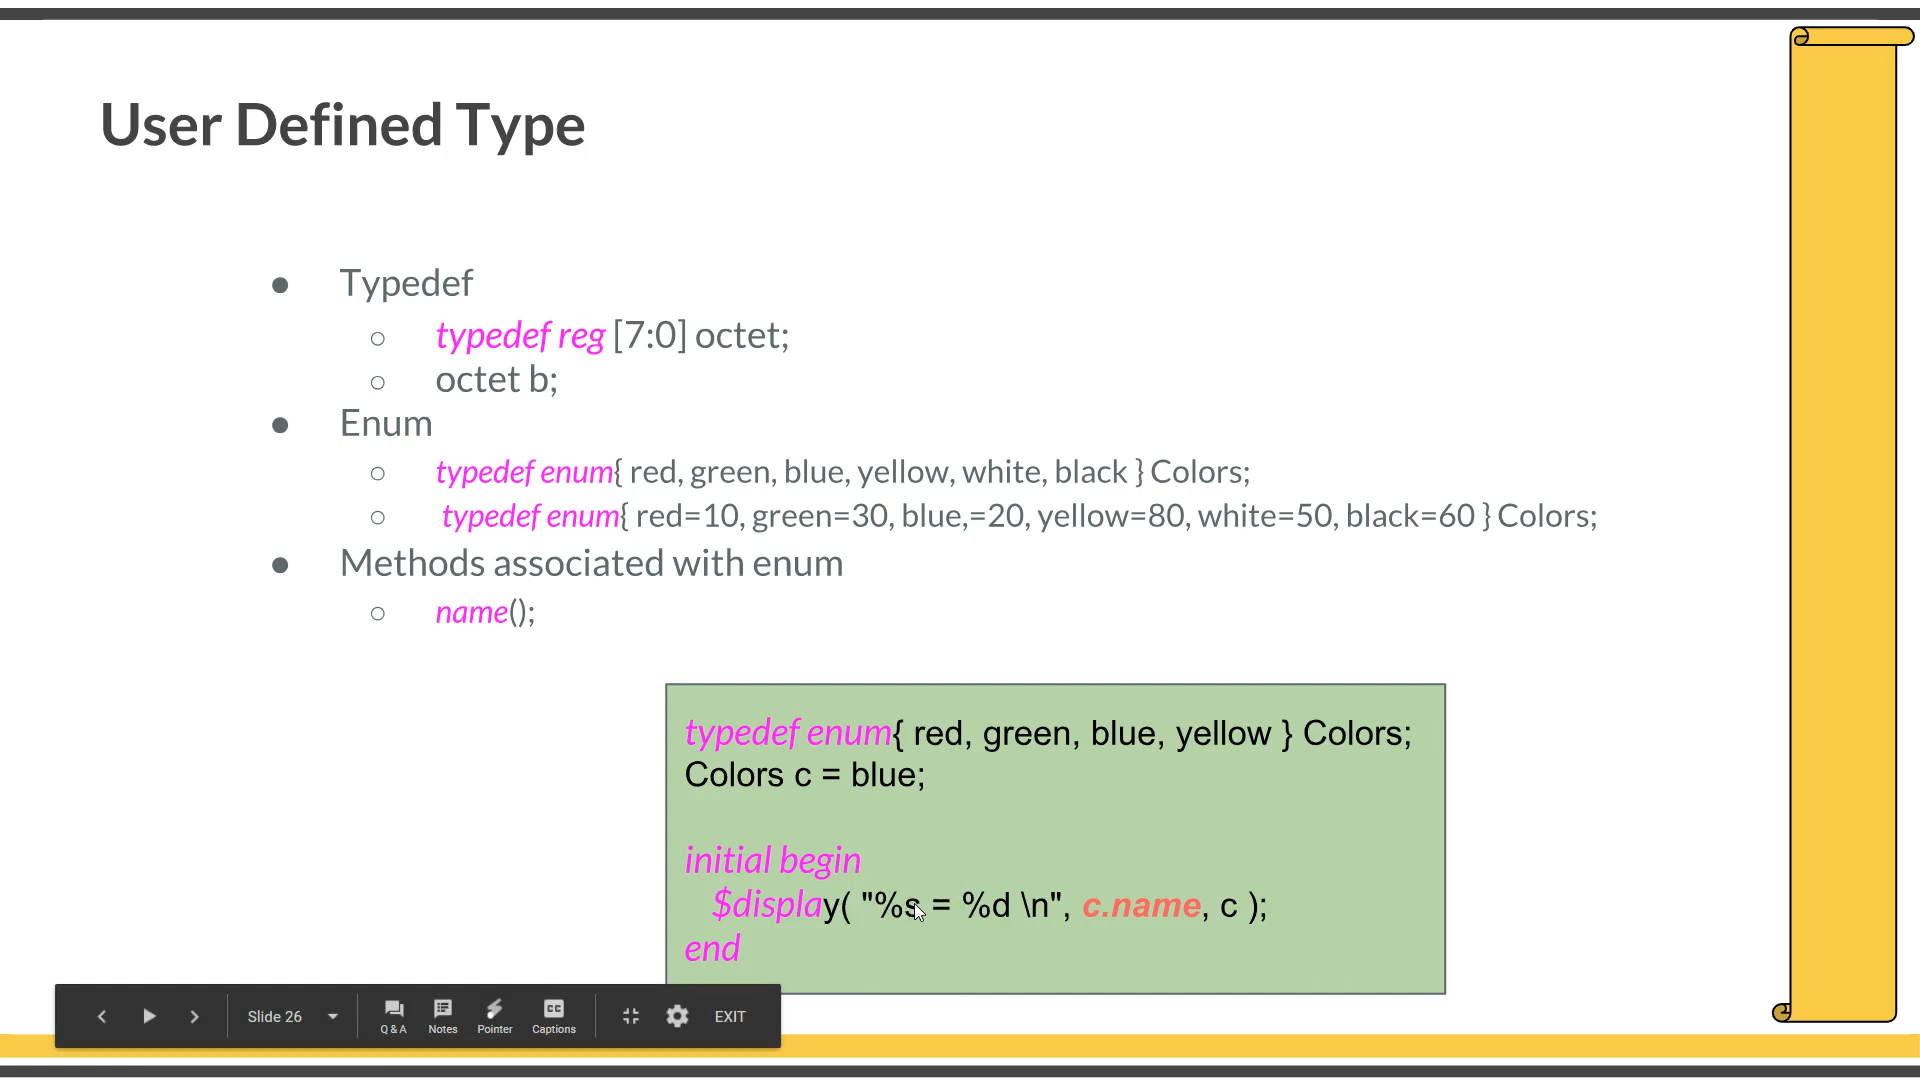 User Defined Type
● Typedef
○ typedef reg [7:0] octet;
○ octet b;
● Enum
○ typedef enum{ red, green, blue, yellow, white, black } Colors;
○ typedef enum{ red=10, green=30, blue,=20, yellow=80, white=50, black=60 } Colors;
● Methods associated with enum
○ name();
typedef enum{ red, green, blue, yellow } Colors;
Colors c = blue;
initial begin
$display( "%s = %d \n", c.name, c );
end
Slide 26
Q & A
Notes
Pointer
CC
Captions
EXIT